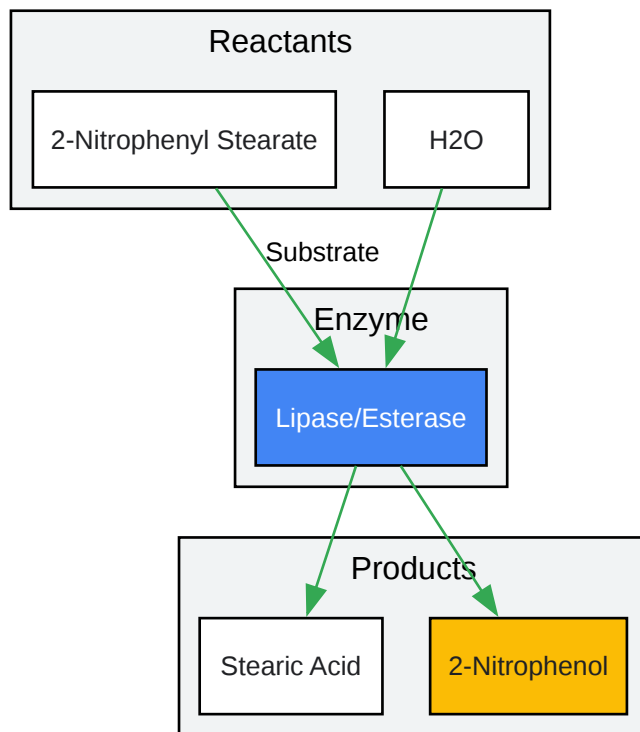 Reactants
2-Nitrophenyl Stearate
H2O
Substrate
Enzyme
Lipase/Esterase
Products
Stearic Acid
2-Nitrophenol